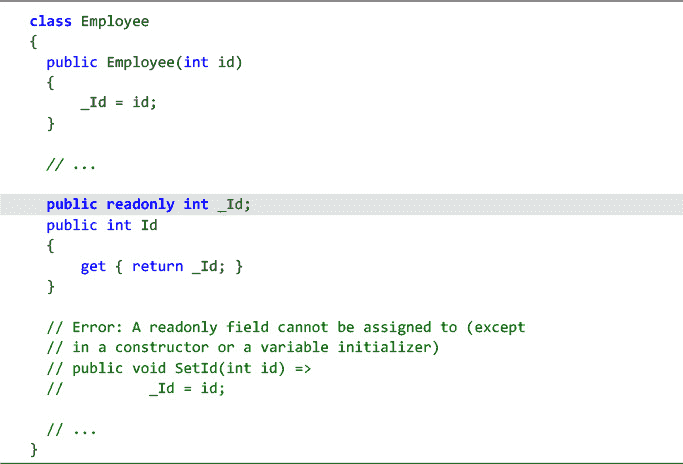 class Employee
{
  public Employee(int id)
  {
      _Id = id;
  }

  // ...

  public readonly int _Id;
  public int Id
  {
      get { return _Id; }
  }

  // Error: A readonly field cannot be assigned to (except
  // in a constructor or a variable initializer)
  // public void SetId(int id) =>
  //          _Id = id;

  // ...
}